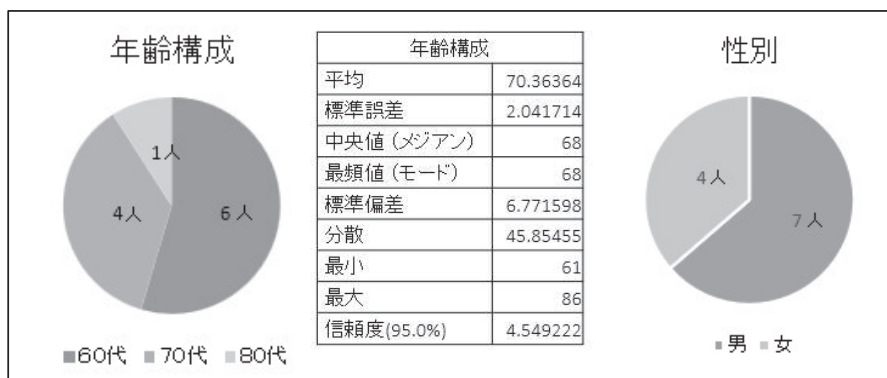 年齢構成
1人
4人
6人
■60代 ■70代 ■80代
年齢構成
平均 70.36364
標準誤差 2.041714
中央値（メジアン） 68
最頻値（モード） 68
標準偏差 6.771598
分散 45.85455
最小 61
最大 86
信頼度(95.0%) 4.549222
性別
4人
7人
■男 ■女